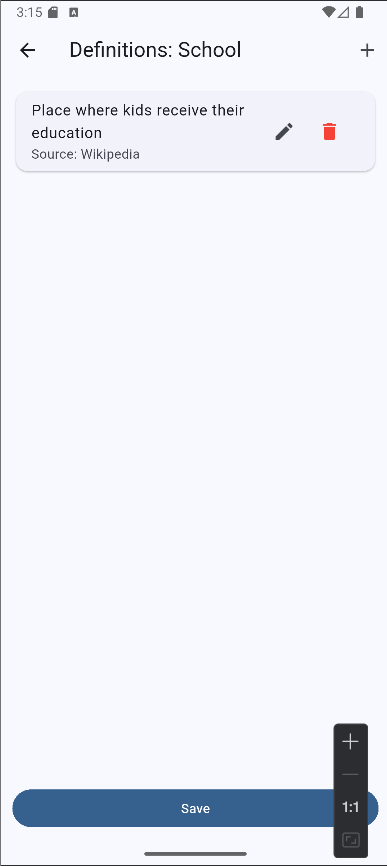 3:15
A
Definitions: School
Place where kids receive their
education
Source: Wikipedia
Save
1:1